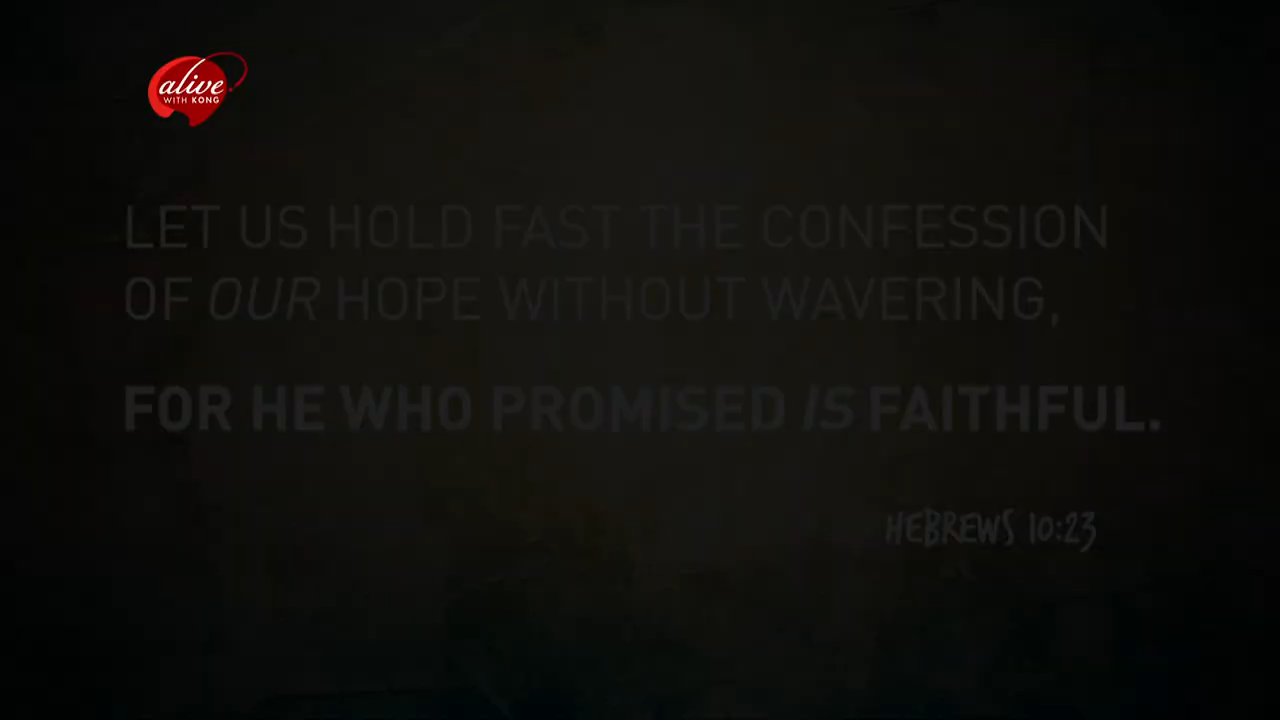 alive
WITH KONG
LET US HOLD FAST THE CONFESSION
OF OUR HOPE WITHOUT WAVERING,
FOR HE WHO PROMISED IS FAITHFUL.
HEBREWS 10:23